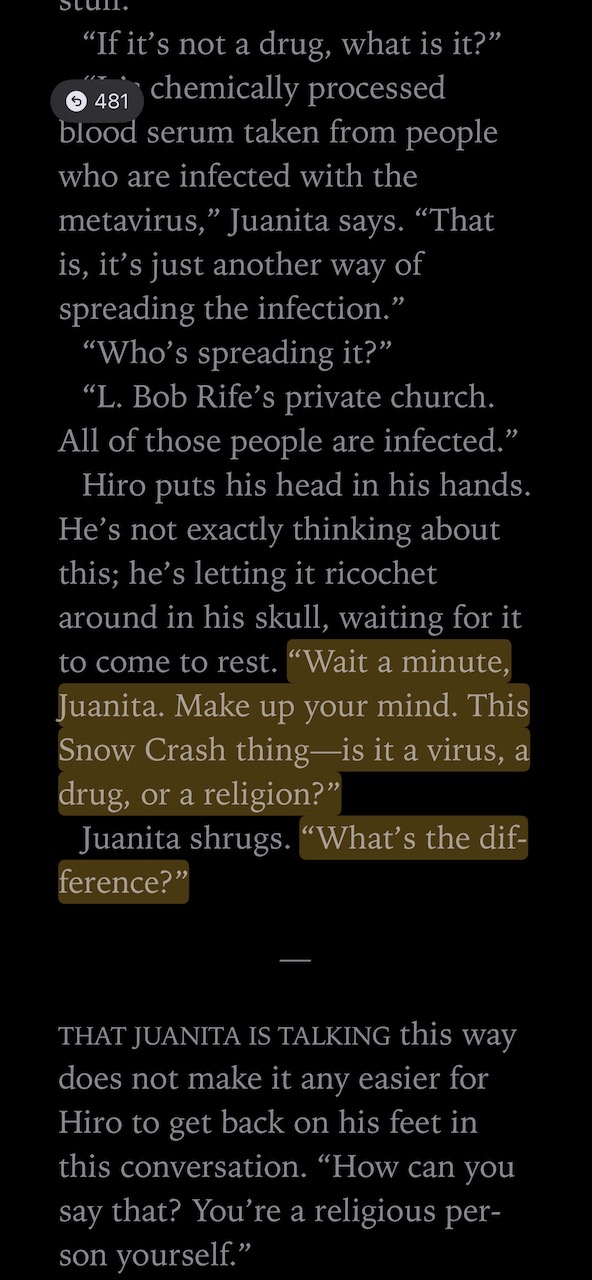 stuff.
“If it’s not a drug, what is it?”
481
chemically processed
blood serum taken from people
who are infected with the
metavirus,” Juanita says. “That
is, it’s just another way of
spreading the infection.”
“Who’s spreading it?”
“L. Bob Rife’s private church.
All of those people are infected.”
Hiro puts his head in his hands.
He’s not exactly thinking about
this; he’s letting it ricochet
around in his skull, waiting for it
to come to rest. “Wait a minute,
Juanita. Make up your mind. This
Snow Crash thing—is it a virus, a
drug, or a religion?”
Juanita shrugs. “What’s the dif-
ference?”
—
THAT JUANITA IS TALKING this way
does not make it any easier for
Hiro to get back on his feet in
this conversation. “How can you
say that? You’re a religious per-
son yourself.”